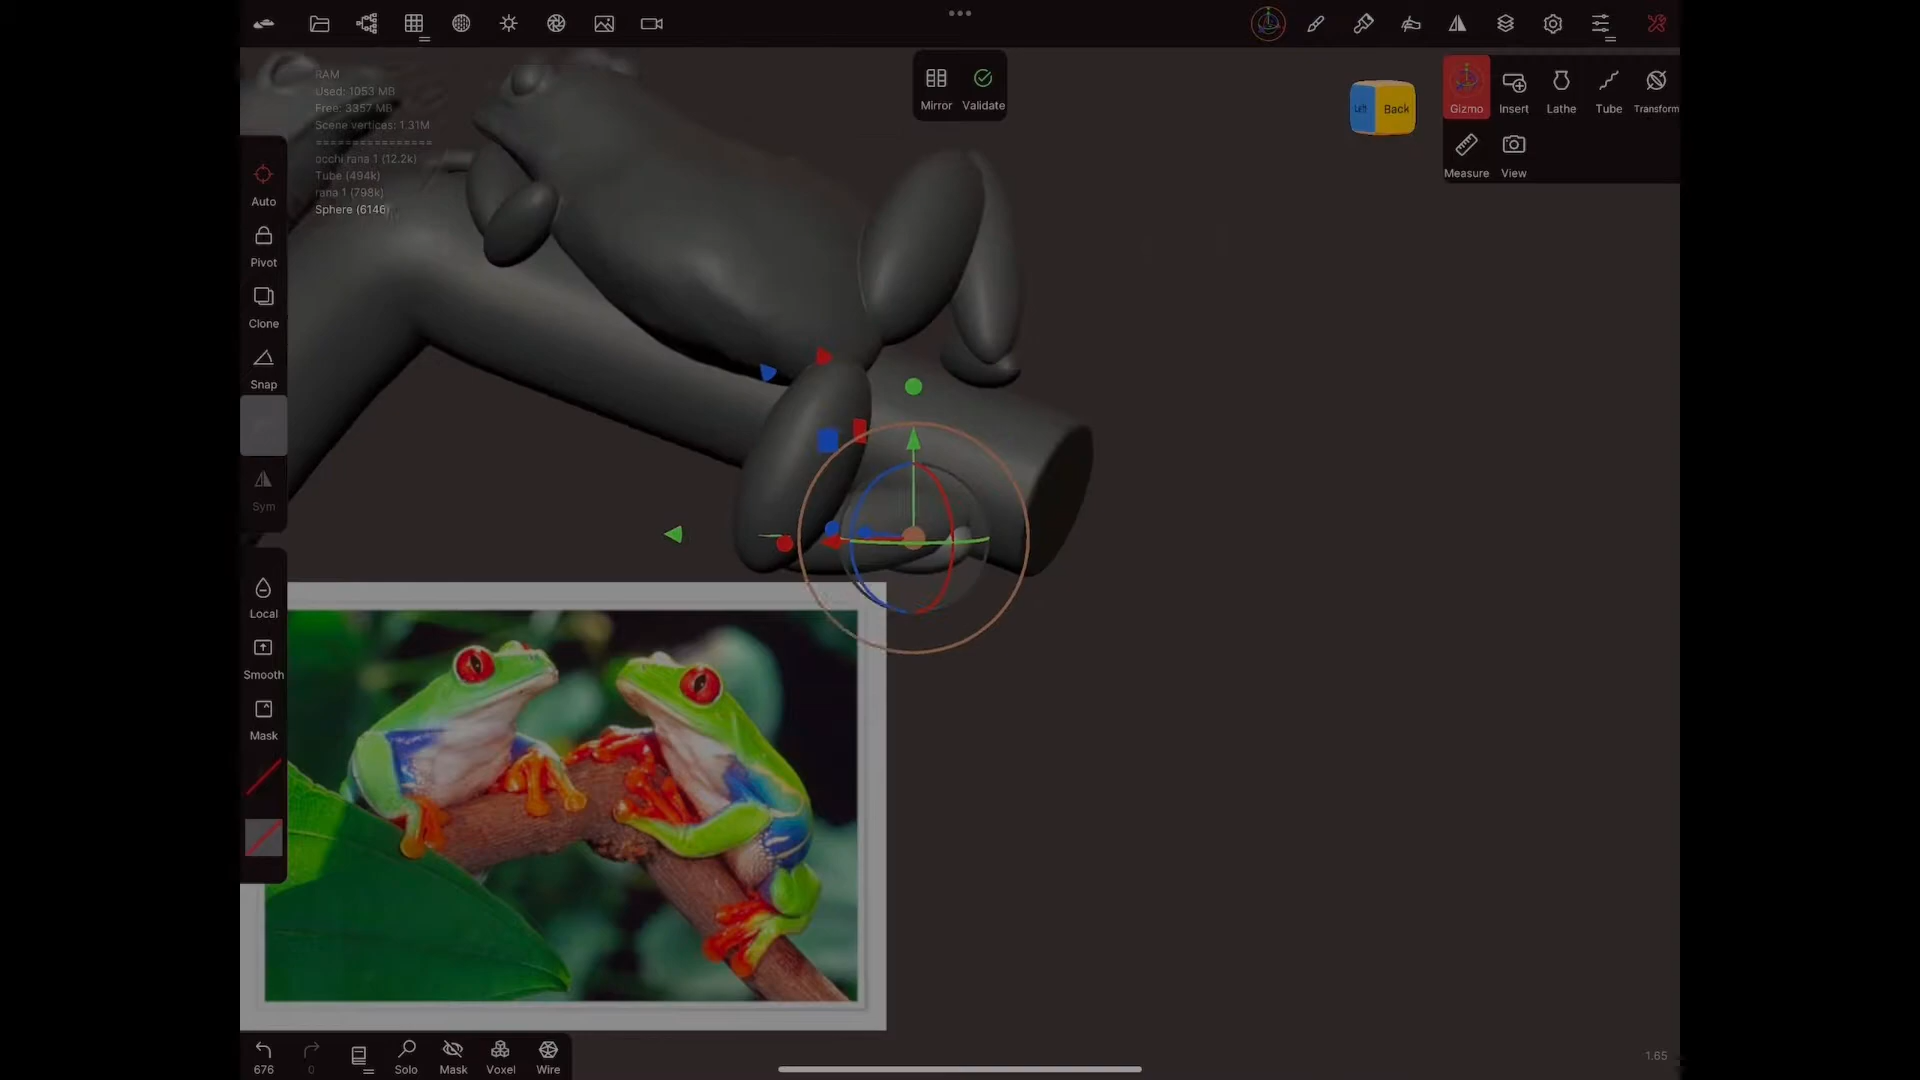 RAM
Used: 1053 MB
Free: 3357 MB
Scene vertices: 1.31M
================
occhi rana 1 (12.2k)
Tube (494k)
rana 1 (798k)
Sphere (6146)
Mirror
Validate
Left
Back
Gizmo
Insert
Lathe
Tube
Transform
Measure
View
Auto
Pivot
Clone
Snap
Sym
Local
Smooth
Mask
676
0
Solo
Mask
Voxel
Wire
1.65